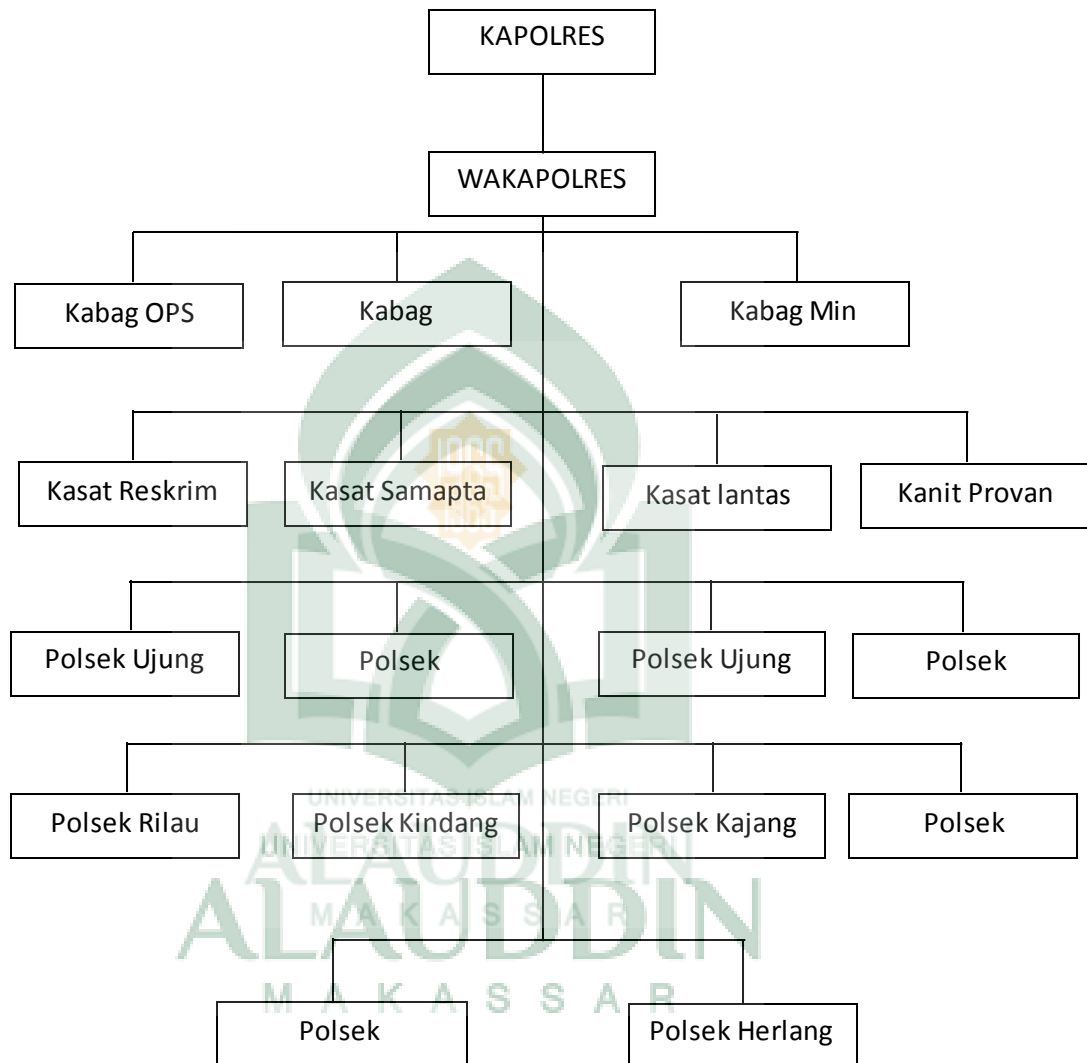 KAPOLRES
WAKAPOLRES
Kabag OPS
Kabag
Kabag Min
Kasat Reskrim
Kasat Samapta
Kasat lantas
Kanit Provan
Polsek Ujung
Polsek
Polsek Ujung
Polsek
Polsek Rilau
Polsek Kindang
Polsek Kajang
Polsek
UNIVERSITAS ISLAM NEGERI
UNIVERSITAS ISLAM NEGERI
ALAUDDIN
ALAUDDIN
MAKASSAR
MAKASSAR
Polsek
Polsek Herlang